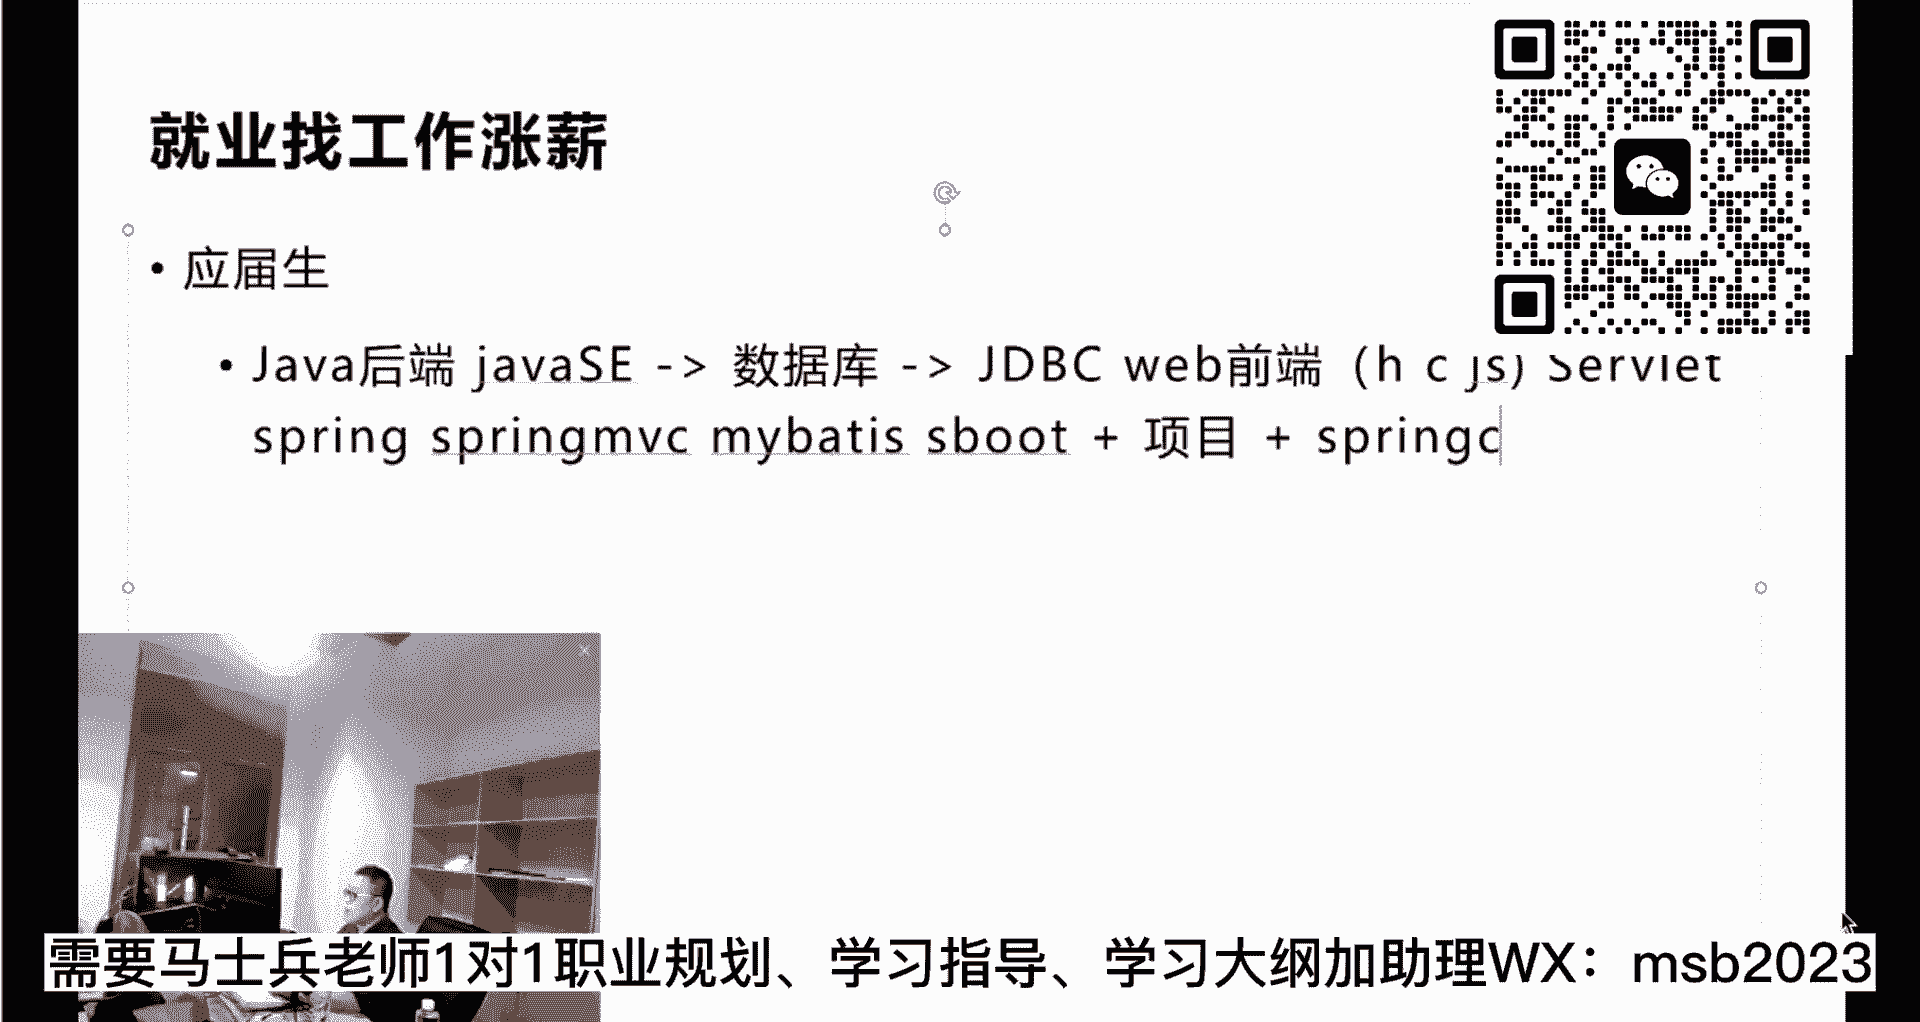 就业找工作涨薪
• 应届生
• Java后端 javaSE -> 数据库 -> JDBC web前端（h c js) Servlet
spring springmvc mybatis sboot + 项目 + springc
需要马士兵老师1对1职业规划、学习指导、学习大纲加助理WX：msb2023